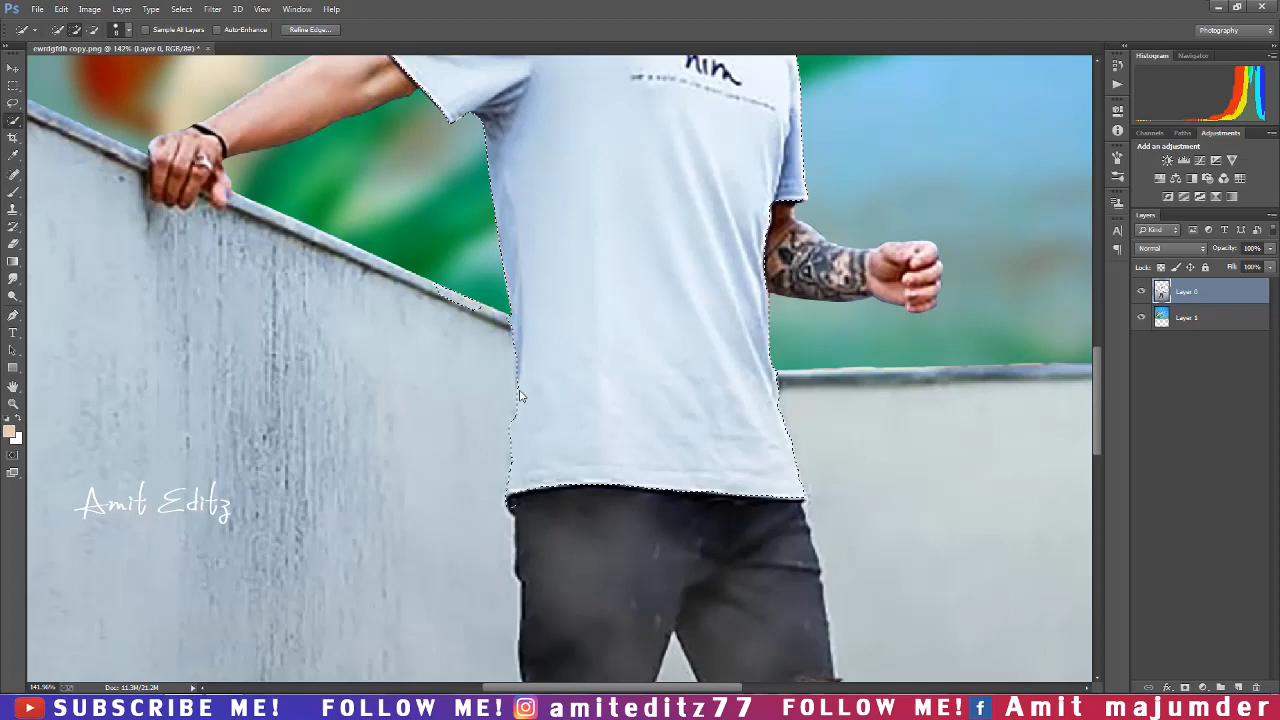 Ps File Edit Image Layer Type Select Filter 3D View Window Help
8 Sample All Layers Auto-Enhance Refine Edge... Photography
ewrdgfdh copy.png @ 142% (Layer 0, RGB/8#) * ×
Histogram Navigator
Channels Paths Adjustments
Add an adjustment
Layers
Kind
Normal Opacity: 100%
Lock: Fill: 100%
Layer 0
Layer 1
him
Amit Editz
141.96% Doc: 11.3M/21.2M
SUBSCRIBE ME! FOLLOW ME! amiteditz77 FOLLOW ME! Amit majumder